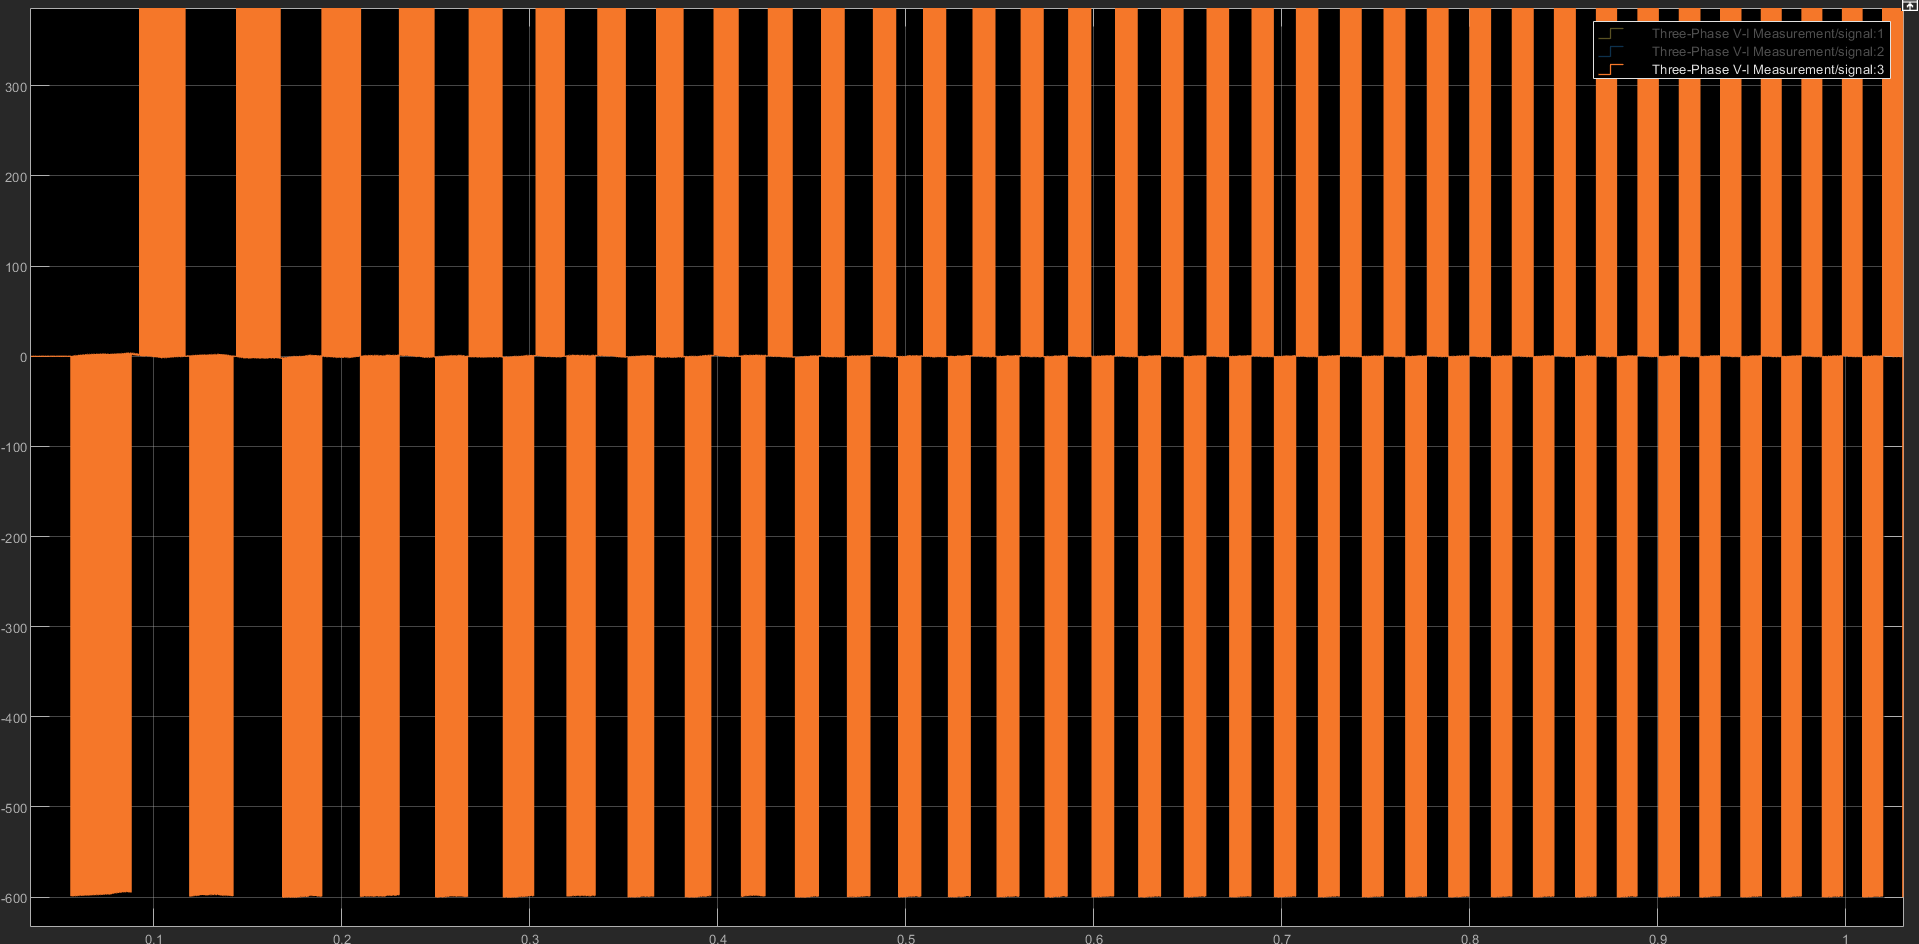 Three-Phase V-I Measurement/signal:1
Three-Phase V-I Measurement/signal:2
Three-Phase V-I Measurement/signal:3
300
200
100
0
-100
-200
-300
-400
-500
-600
0.1 0.2 0.3 0.4 0.5 0.6 0.7 0.8 0.9 1